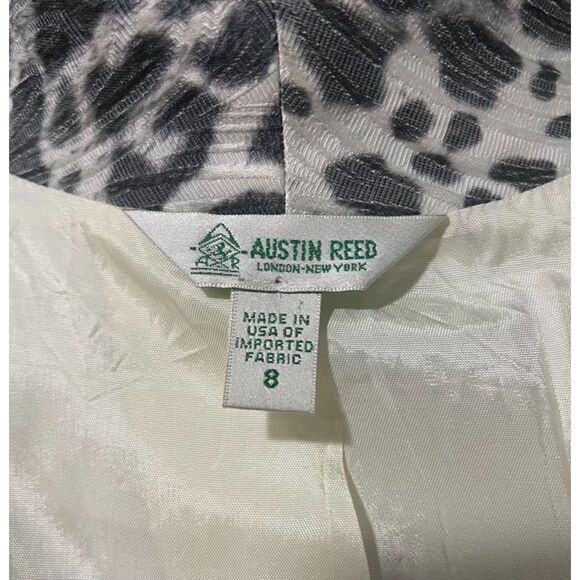 AUSTIN REED
LONDON-NEW YORK
MADE IN
USA OF
IMPORTED
FABRIC
8